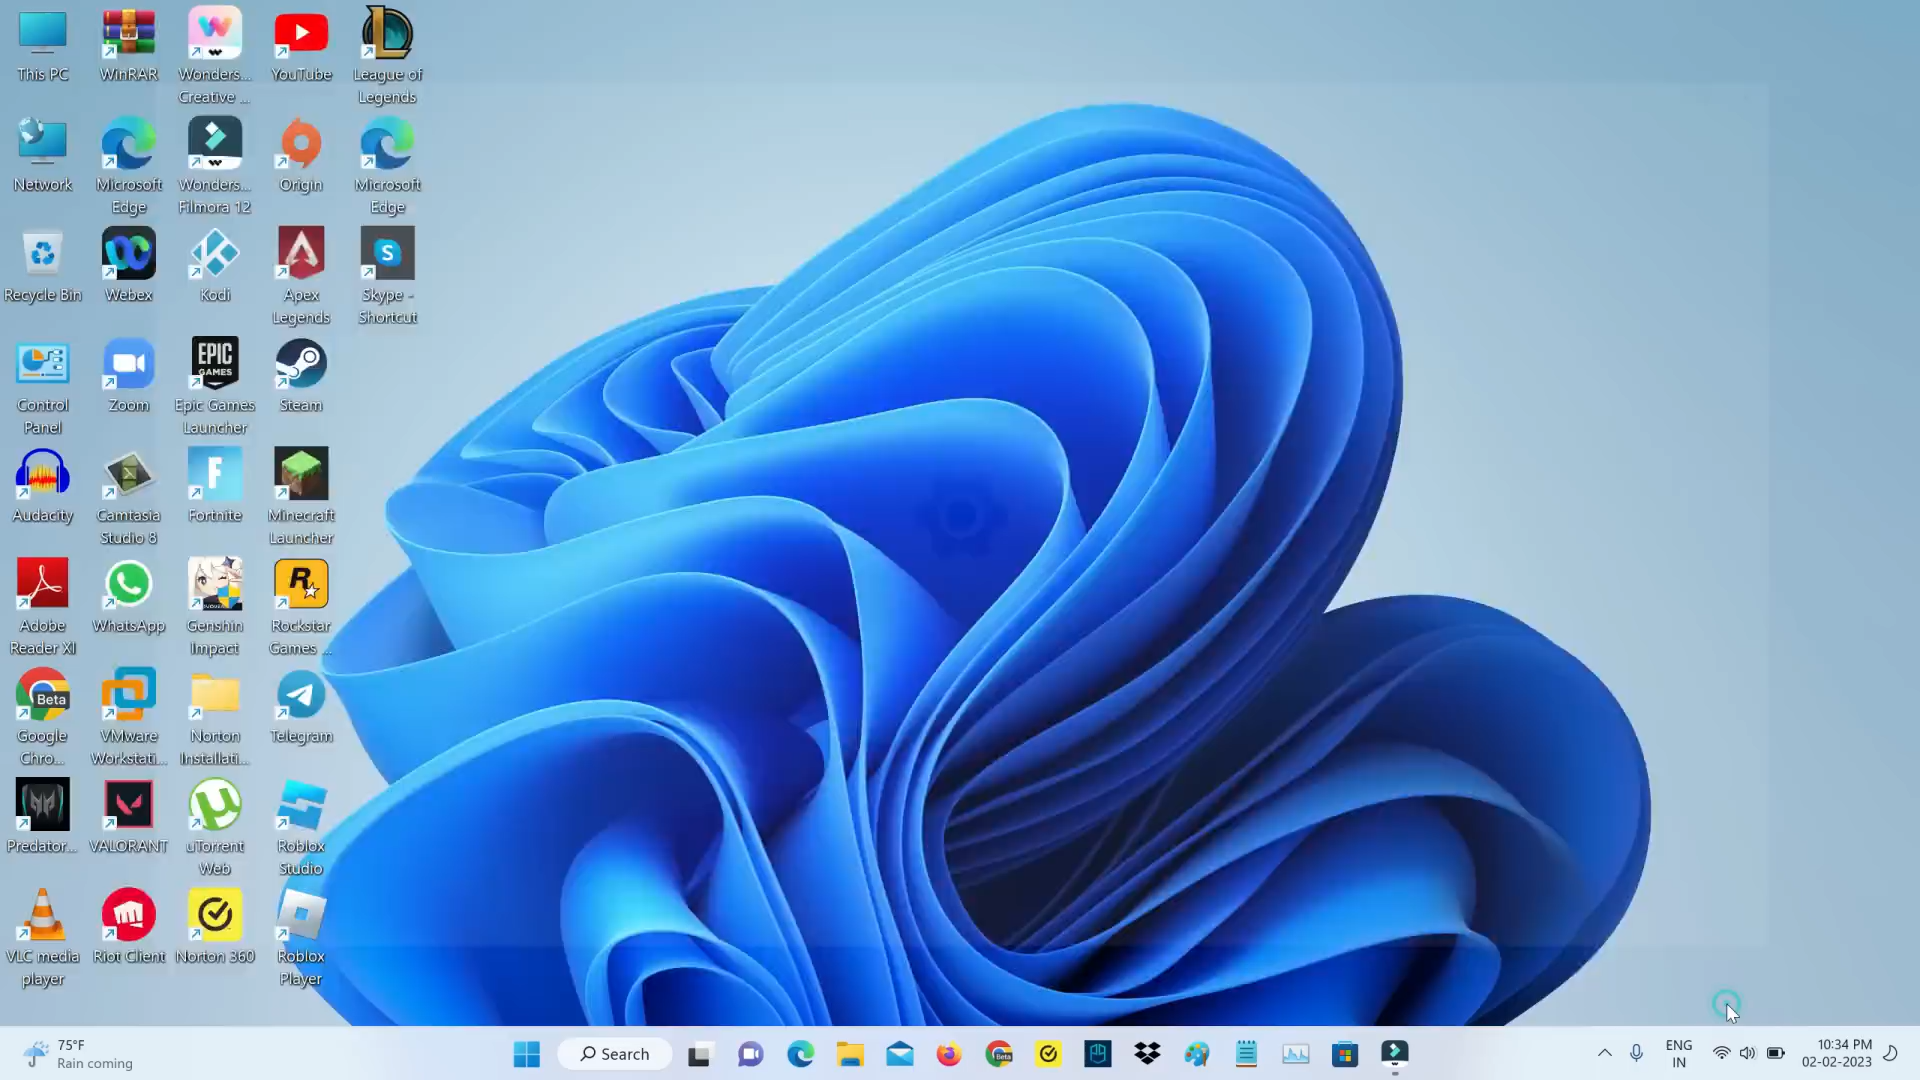 This PC
WinRAR
Wonders...
Creative ...
YouTube
League of
Legends
Network
Microsoft
Edge
Wonders...
Filmora 12
Origin
Microsoft
Edge
Recycle Bin
Webex
Kodi
Apex
Legends
S
Skype -
Shortcut
Control
Panel
Zoom
EPIC
GAMES
Epic Games
Launcher
Steam
Audacity
Camtasia
Studio 8
F
Fortnite
Minecraft
Launcher
Adobe
Reader XI
WhatsApp
Genshin
Impact
R
Rockstar
Games ...
Beta
Google
Chro...
VMware
Workstati...
Norton
Installati...
Telegram
Predator...
VALORANT
uTorrent
Web
Roblox
Studio
VLC media
player
Riot Client
Norton 360
Roblox
Player
75°F
Rain coming
Search
Beta
ENG
IN
10:34 PM
02-02-2023